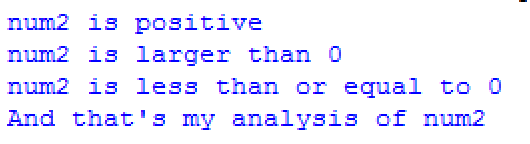 num2 is positive
num2 is larger than 0
num2 is less than or equal to 0
And that's my analysis of num2